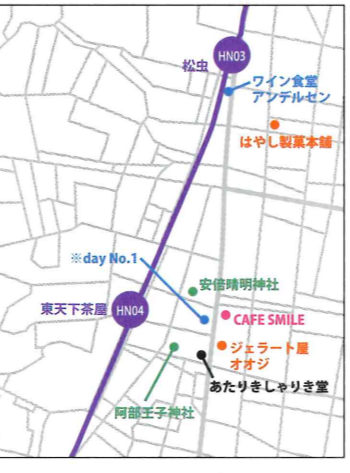 HN03
松虫
ワイン食堂
アンデルセン
はやし製菓本舗
※day No.1
安倍晴明神社
東天下茶屋
HN04
CAFE SMILE
ジェラート屋
オオジ
あたりきしゃりき堂
阿部王子神社